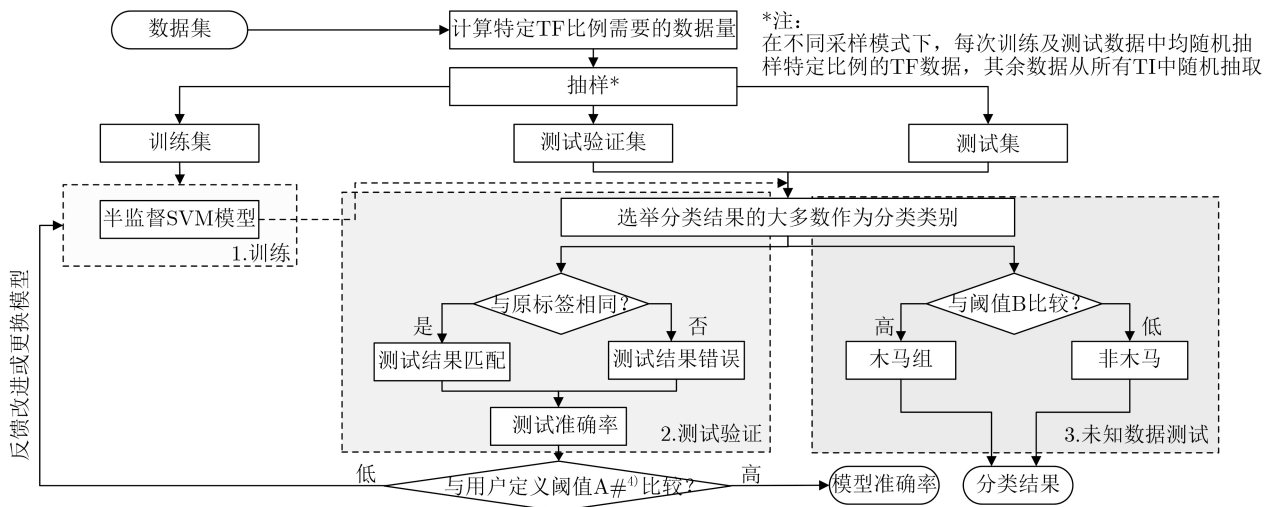 数据集
计算特定TF比例需要的数据量
*注：
在不同采样模式下，每次训练及测试数据中均随机抽
样特定比例的TF数据，其余数据从所有TI中随机抽取
抽样*
训练集
测试验证集
测试集
半监督SVM模型
1.训练
选举分类结果的大多数作为分类类别
与原标签相同？
与阈值B比较？
是
否
高
低
测试结果匹配
测试结果错误
木马组
非木马
测试准确率
2.测试验证
3.未知数据测试
反馈改进或更换模型
低
与用户定义阈值A#4)比较？
高
模型准确率
分类结果